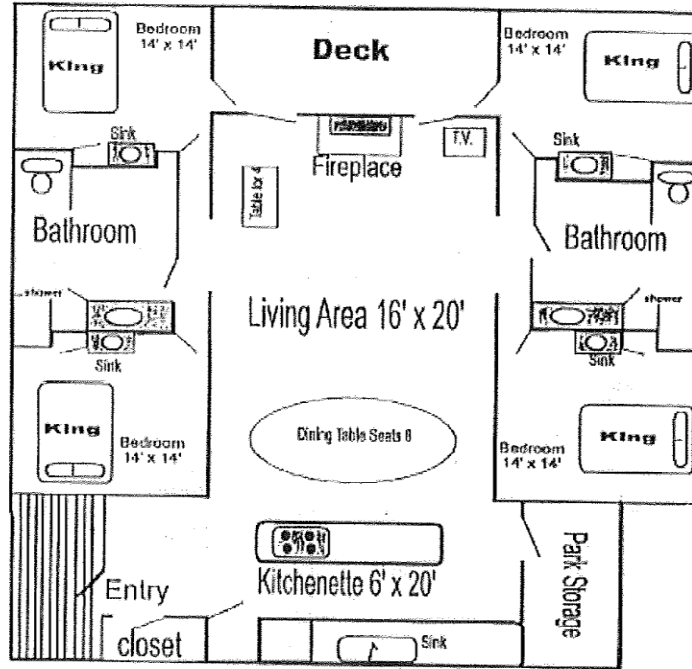 Bedroom
14' x 14'
King
Deck
Bedroom
14' x 14'
King
Sink
T.V.
Sink
Fireplace
Table for 4
Bathroom
Bathroom
shower
Living Area 16' x 20'
shower
Sink
Sink
King
Bedroom
14' x 14'
Dining Table Seats 8
King
Bedroom
14' x 14'
Entry
Kitchenette 6' x 20'
Park Storage
closet
Sink